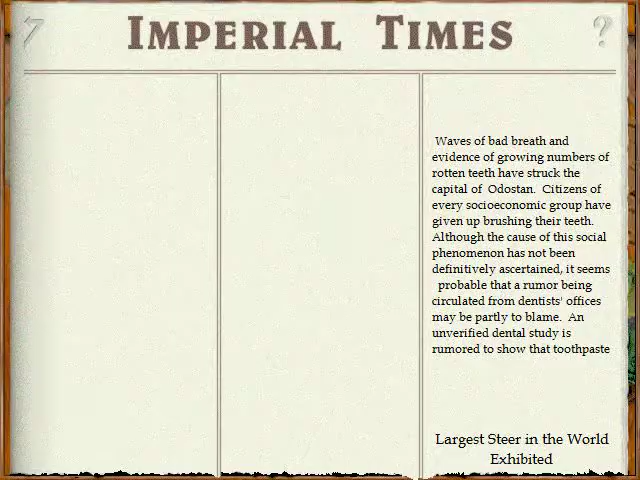 IMPERIAL TIMES
?
Waves of bad breath and
evidence of growing numbers of
rotten teeth have struck the
capital of Odostan. Citizens of
every socioeconomic group have
given up brushing their teeth.
Although the cause of this social
phenomenon has not been
definitively ascertained, it seems
probable that a rumor being
circulated from dentists' offices
may be partly to blame. An
unverified dental study is
rumored to show that toothpaste
Largest Steer in the World
Exhibited